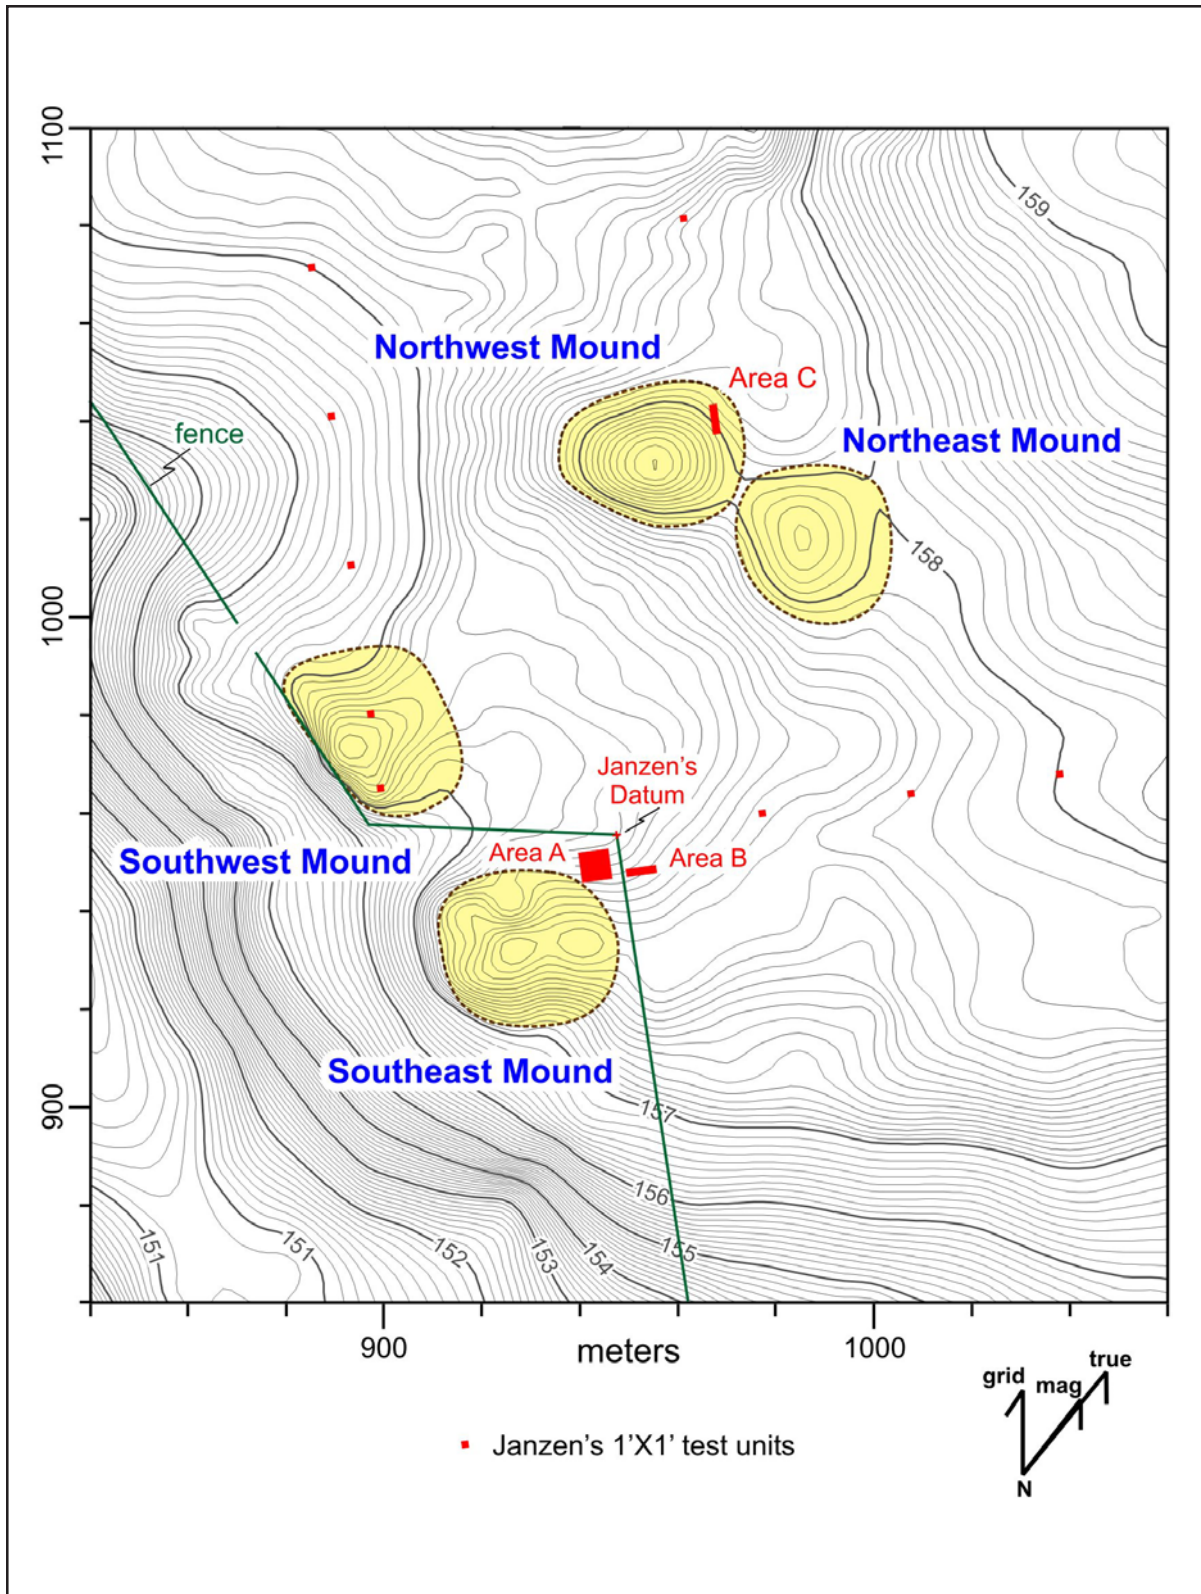 1100
159
Northwest Mound
Area C
fence
Northeast Mound
158
1000
Janzen's
Datum
Area A
Area B
Southwest Mound
Southeast Mound
900
157
156
155
151
151
152
153
154
900
meters
1000
grid
mag
true
N
Janzen's 1'X1' test units